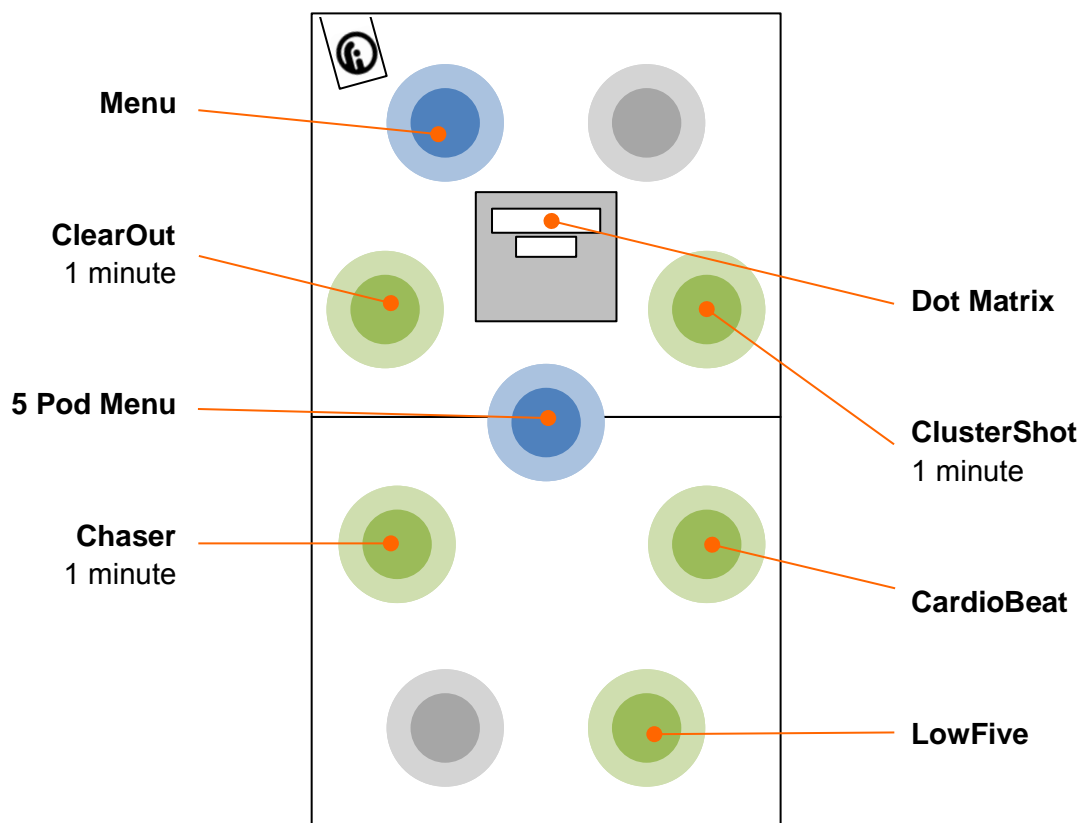 Menu
ClearOut
1 minute
Dot Matrix
5 Pod Menu
ClusterShot
1 minute
Chaser
1 minute
CardioBeat
LowFive